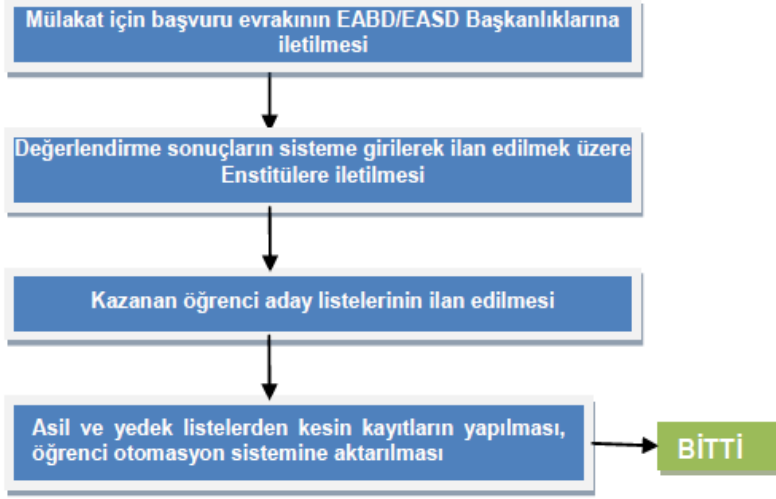 Mülakat için başvuru evrakının EABD/EASD Başkanlıklarına
iletilmesi
Değerlendirme sonuçların sisteme girilerek ilan edilmek üzere
Enstitülere iletilmesi
Kazanan öğrenci aday listelerinin ilan edilmesi
Asil ve yedek listelerden kesin kayıtların yapılması,
öğrenci otomasyon sistemine aktarılması
BİTTİ